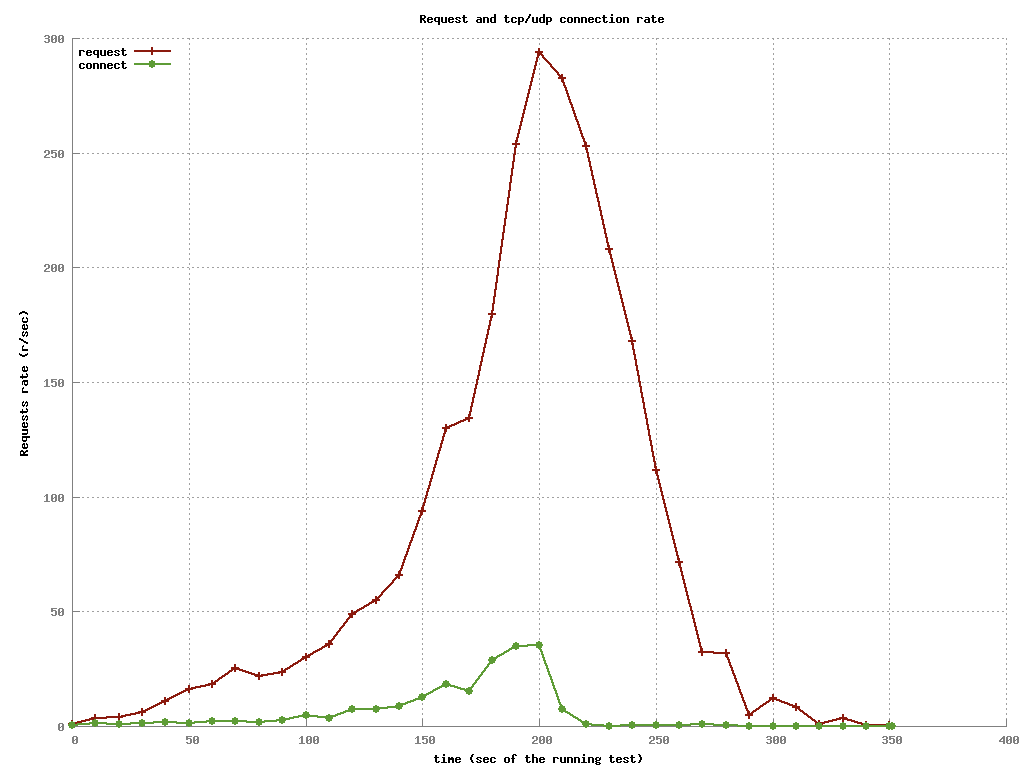 Request and tcp/udp connection rate
request
connect
300
250
200
150
100
50
0
Requests rate (r/sec)
0 50 100 150 200 250 300 350 400
time (sec of the running test)